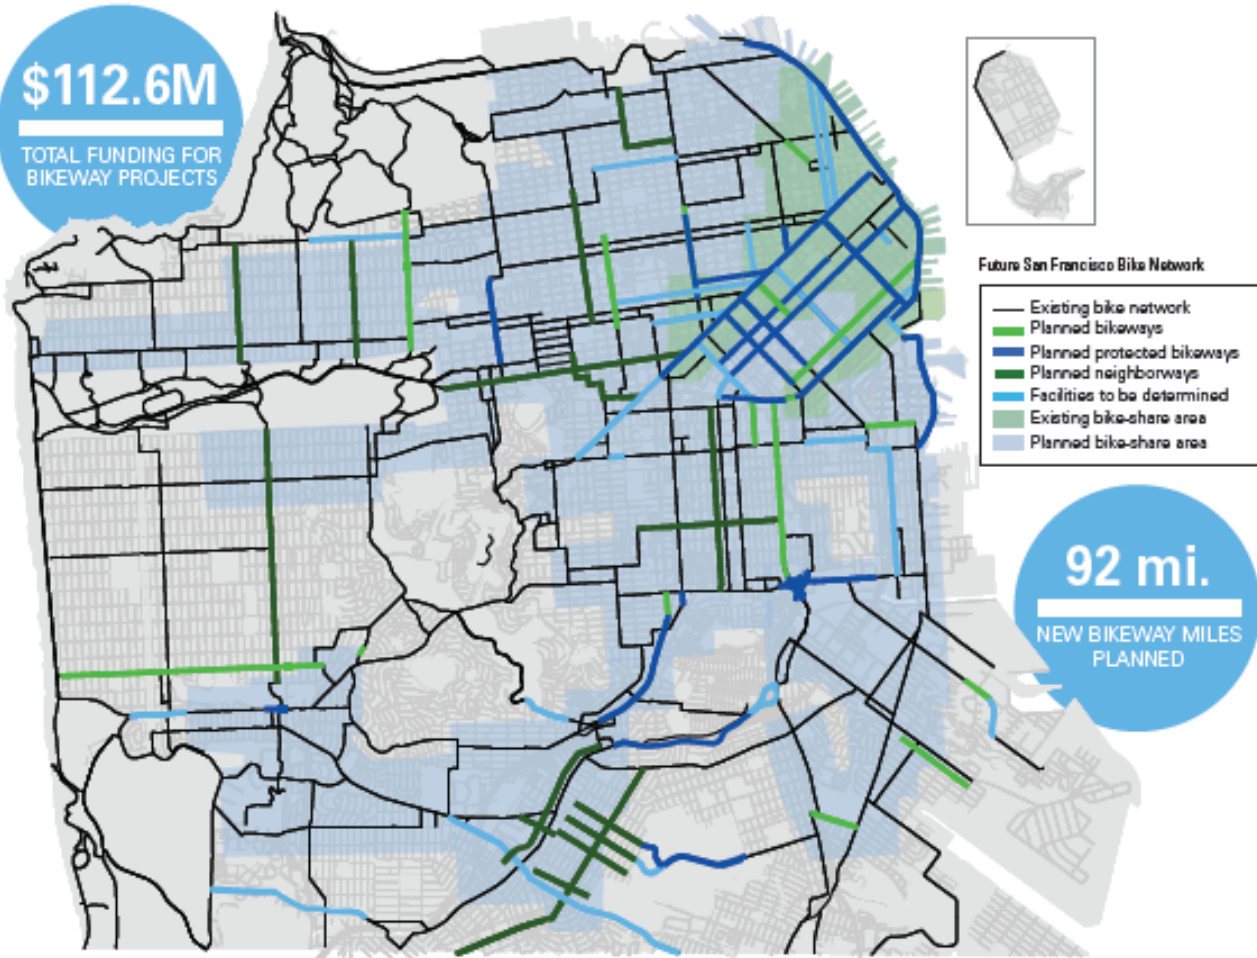 $112.6M
TOTAL FUNDING FOR
BIKEWAY PROJECTS
Future San Francisco Bike Network
Existing bike network
Planned bikeways
Planned protected bikeways
Planned neighborways
Facilities to be determined
Existing bike-share area
Planned bike-share area
92 mi.
NEW BIKEWAY MILES
PLANNED